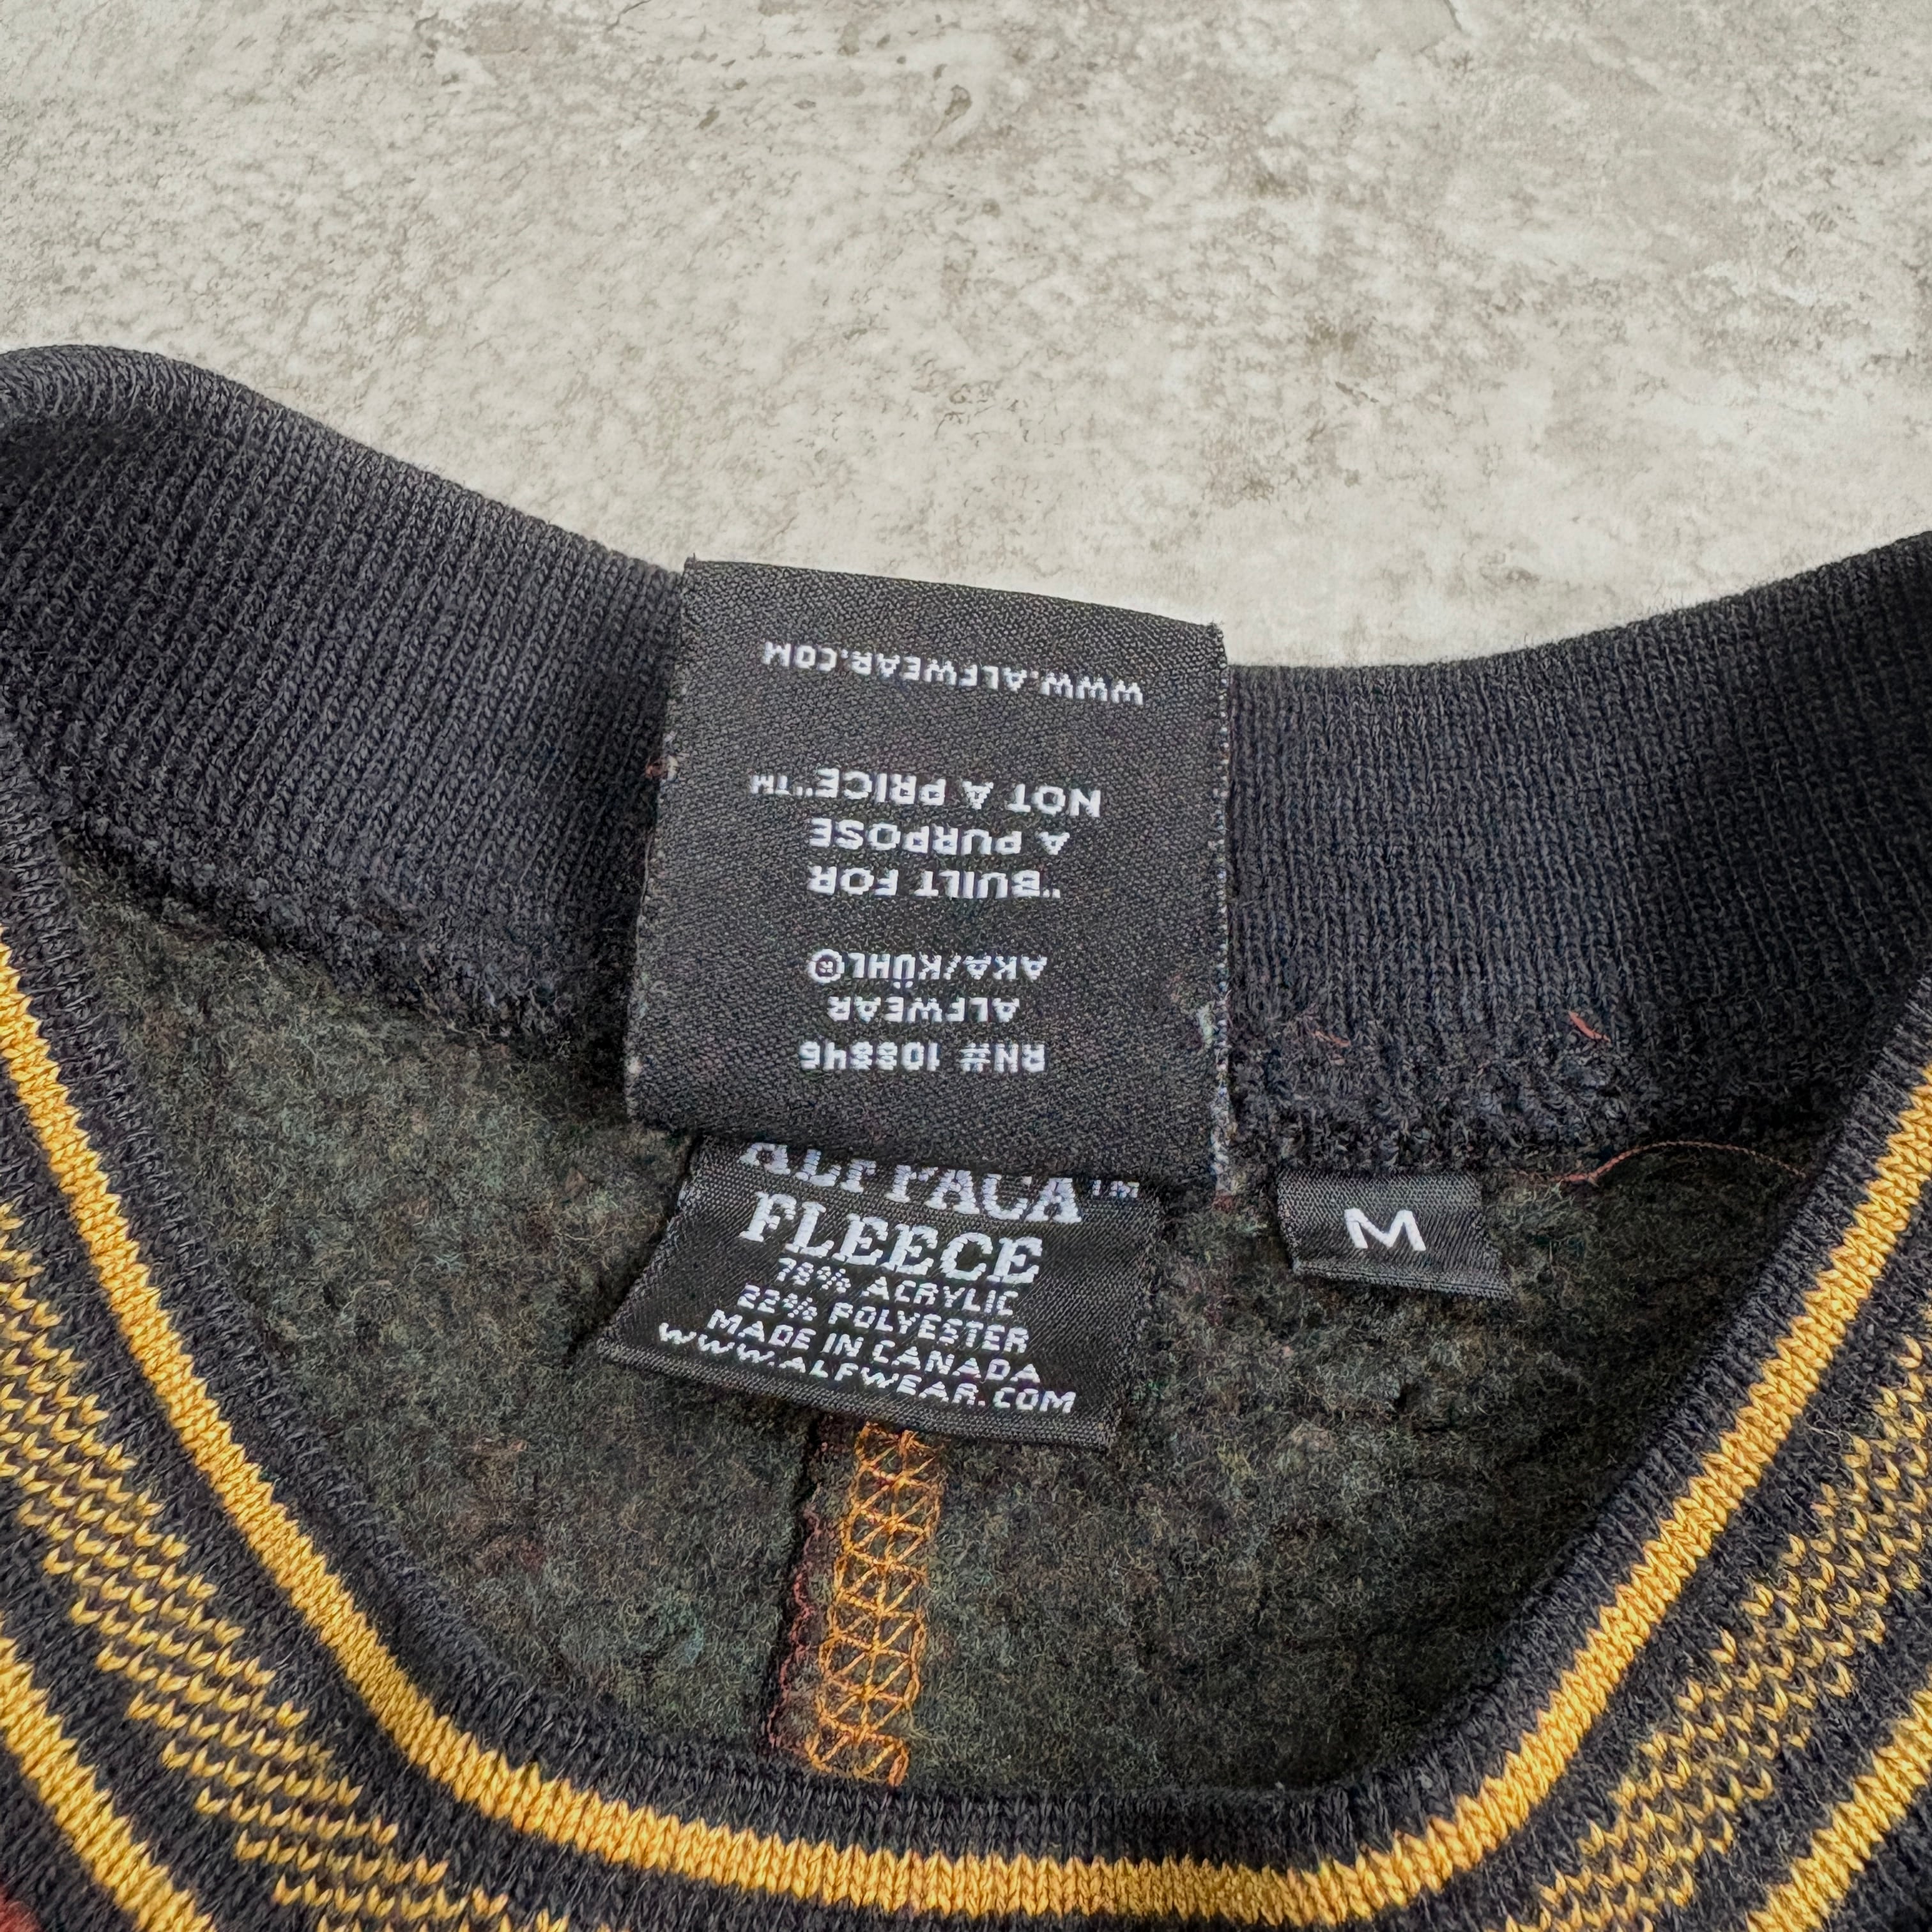 RN# 108846
ALFWEAR
AKA/KÜHL®
"BUILT FOR
A PURPOSE
NOT A PRICE"™
WWW.ALFWEAR.COM
ALFPACA™
FLEECE
78% ACRYLIC
22% POLYESTER
MADE IN CANADA
WWW.ALFWEAR.COM
M